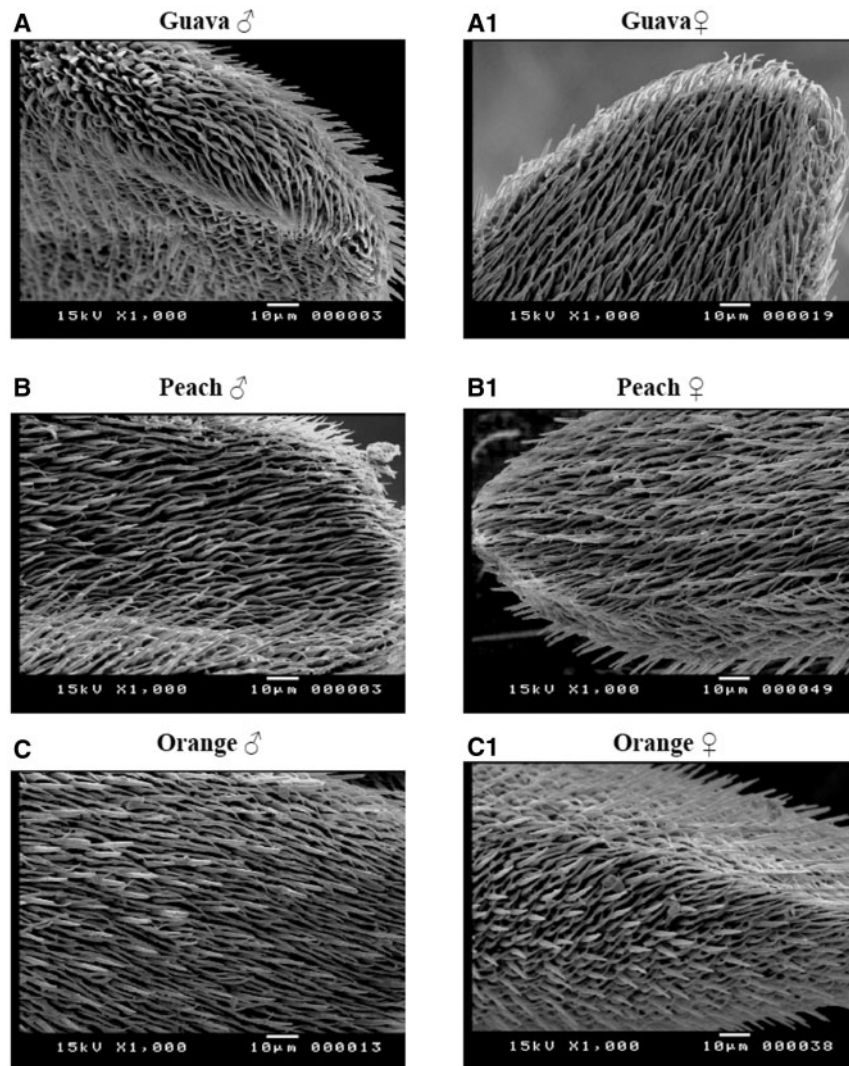 A Guava ♂ A1 Guava♀
15kV X1,000 10μm 000003 15kV X1,000 10μm 000019
B Peach ♂ B1 Peach ♀
15kV X1,000 10μm 000003 15kV X1,000 10μm 000049
C Orange ♂ C1 Orange ♀
15kV X1,000 10μm 000013 15kV X1,000 10μm 000038